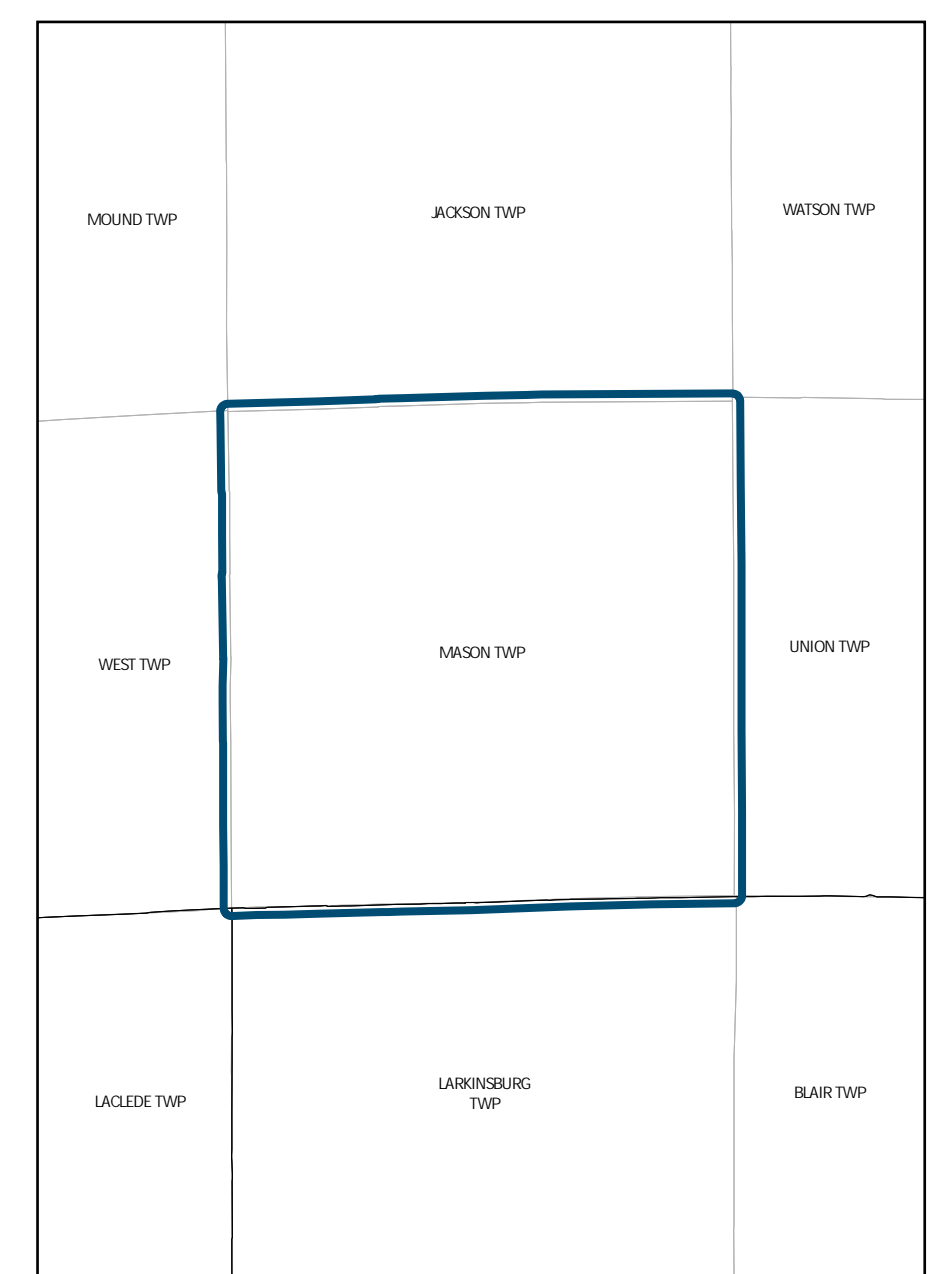 MOUND TWP
JACKSON TWP
WATSON TWP
WEST TWP
MASON TWP
UNION TWP
LACLEDE TWP
LARKINSBURG
TWP
BLAIR TWP